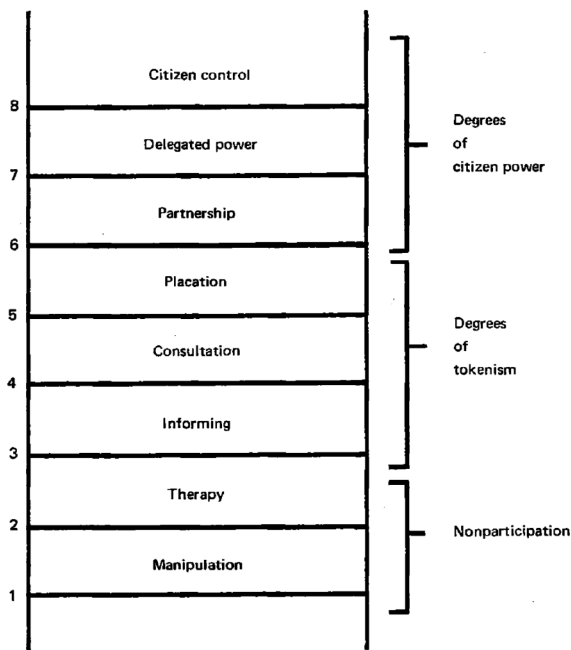 Citizen control
8
Delegated power
7
Partnership
6
Placation
5
Consultation
4
Informing
3
Therapy
2
Manipulation
1
Degrees
of
citizen power
Degrees
of
tokenism
Nonparticipation